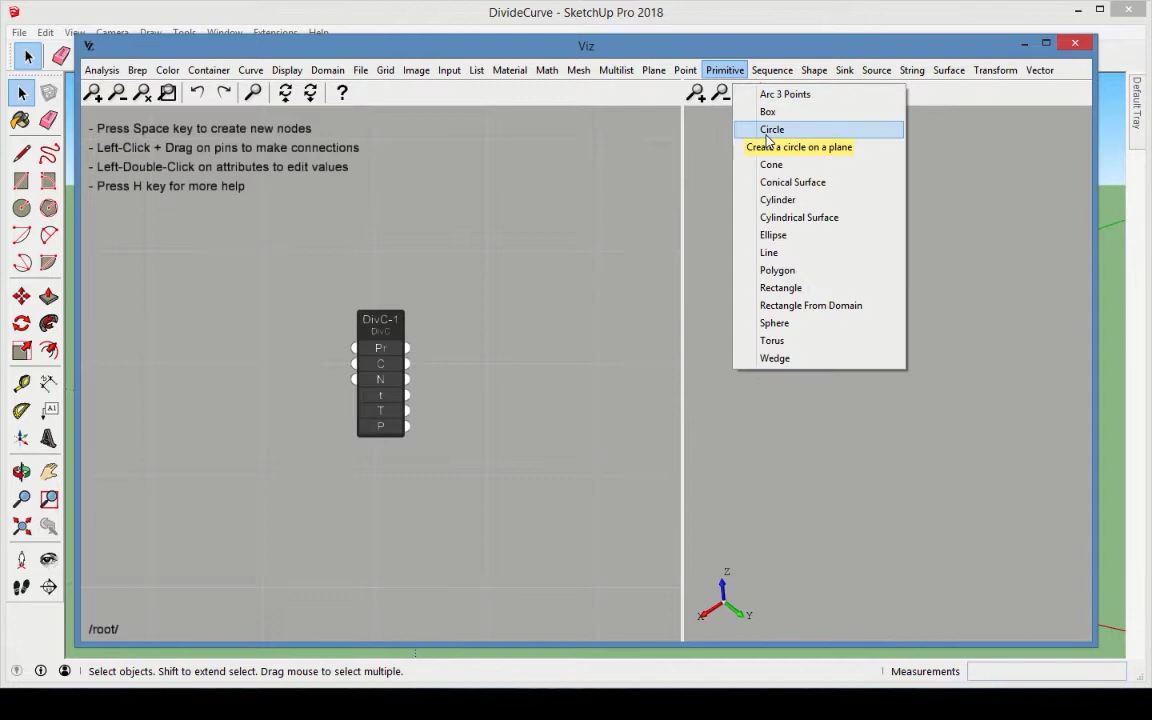 DivideCurve - SketchUp Pro 2018
File Edit View Camera Draw Tools Window Extensions Help
Viz
Analysis Brep Color Container Curve Display Domain File Grid Image Input List Material Math Mesh Multilist Plane Point Primitive Sequence Shape Sink Source String Surface Transform Vector
- Press Space key to create new nodes
- Left-Click + Drag on pins to make connections
- Left-Double-Click on attributes to edit values
- Press H key for more help
Arc 3 Points
Box
Circle
Create a circle on a plane
Cone
Conical Surface
Cylinder
Cylindrical Surface
Ellipse
Line
Polygon
Rectangle
Rectangle From Domain
Sphere
Torus
Wedge
Default Tray
DivC-1
DivC
Pr
C
N
t
T
P
Z
X Y
/root/
Select objects. Shift to extend select. Drag mouse to select multiple.
Measurements